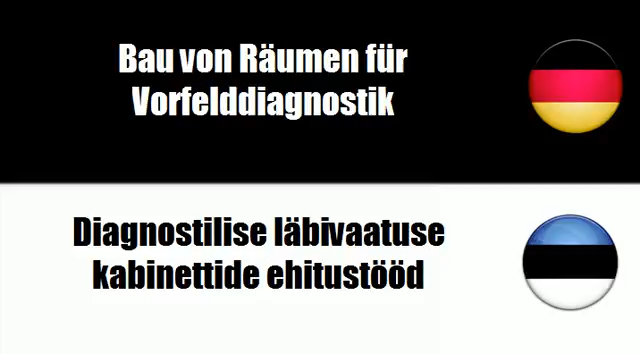 Bau von Räumen für
Vorfelddiagnostik
Diagnostilise läbivaatuse
kabinettide ehitustööd